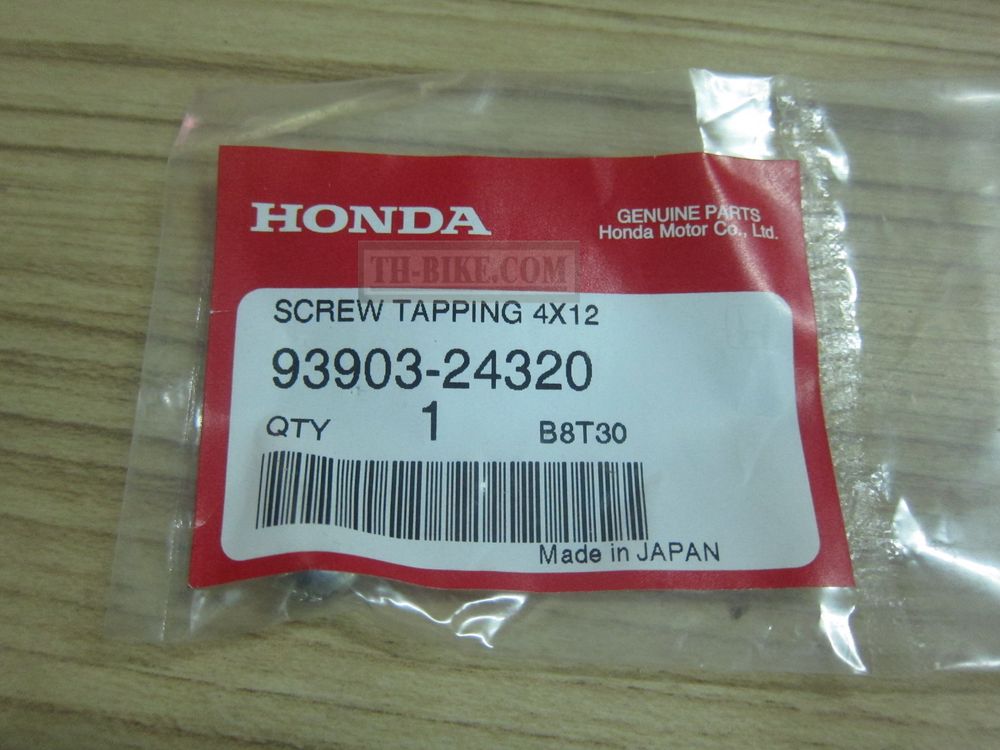 HONDA
GENUINE PARTS
Honda Motor Co., Ltd.
TH-BIKE.COM
SCREW TAPPING 4X12
93903-24320
QTY 1 B8T30
Made in JAPAN